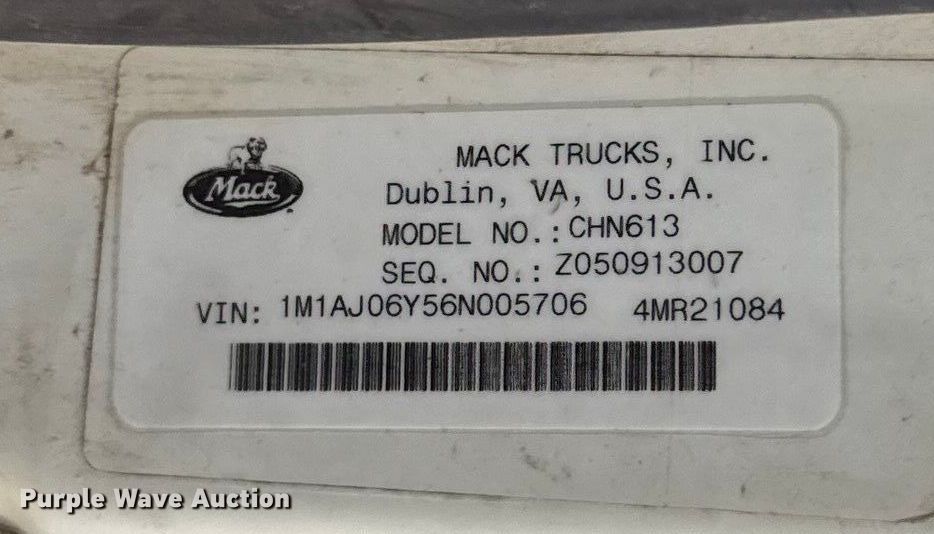 Mack
MACK TRUCKS, INC.
Dublin, VA, U.S.A.
MODEL NO.: CHN613
SEQ. NO.: Z050913007
VIN: 1M1AJ06Y56N005706 4MR21084
Purple Wave Auction